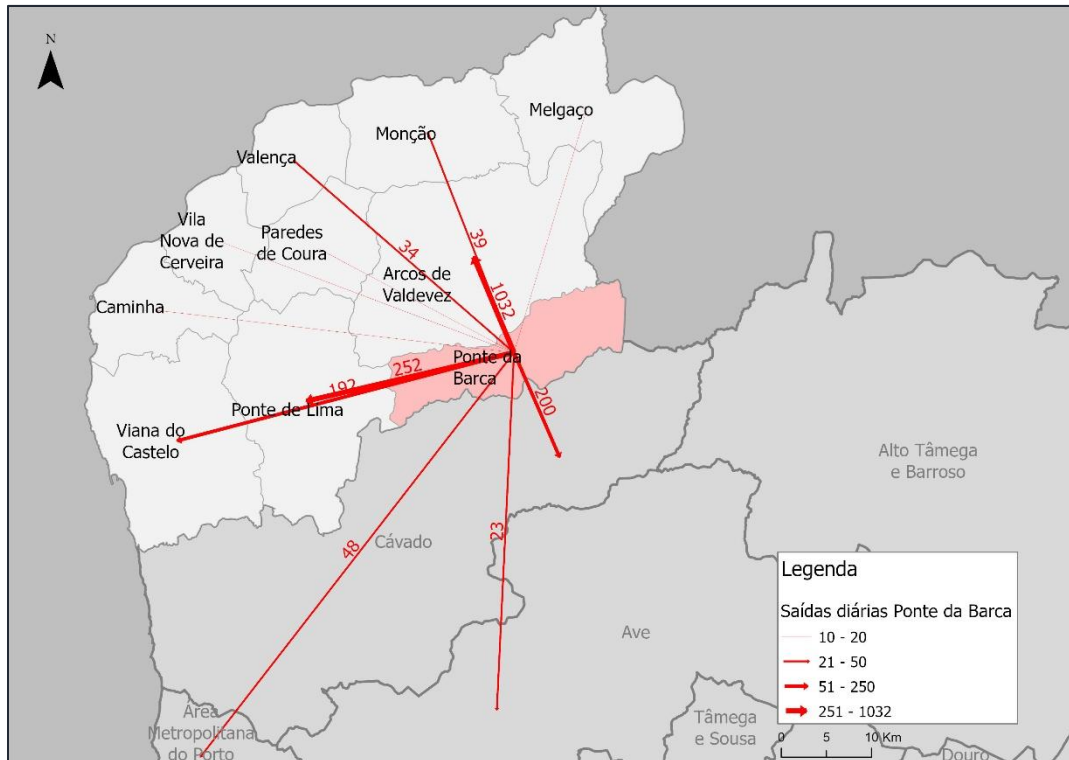 N
Melgaço
Monção
Valença
Vila
Nova de
Cerveira
Paredes
de Coura
39
34
Arcos de
Valdevez
1032
Caminha
Ponte da
Barca
252
192
200
Ponte de Lima
Viana do
Castelo
Alto Tâmega
e Barroso
23
48
Cávado
Ave
Área
Metropolitana
do Porto
Tâmega
e Sousa
Douro
Legenda
Saídas diárias Ponte da Barca
10 - 20
21 - 50
51 - 250
251 - 1032
0 5 10 Km